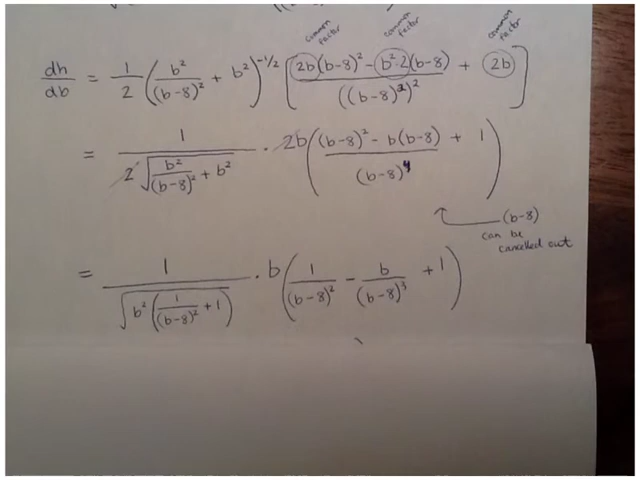 common factor common factor common factor
dh/db = 1/2 (b²/(b-8)² + b²)^(-1/2) [ (2b(b-8)² - b²·2(b-8))/((b-8)²)² + 2b ]
= 1/(2√(b²/(b-8)² + b²)) · 2b( ((b-8)² - b(b-8))/(b-8)⁴ + 1 )
(b-8)
can be
cancelled out
= 1/√(b²(1/(b-8)² + 1)) · b( 1/(b-8)² - b/(b-8)³ + 1 )